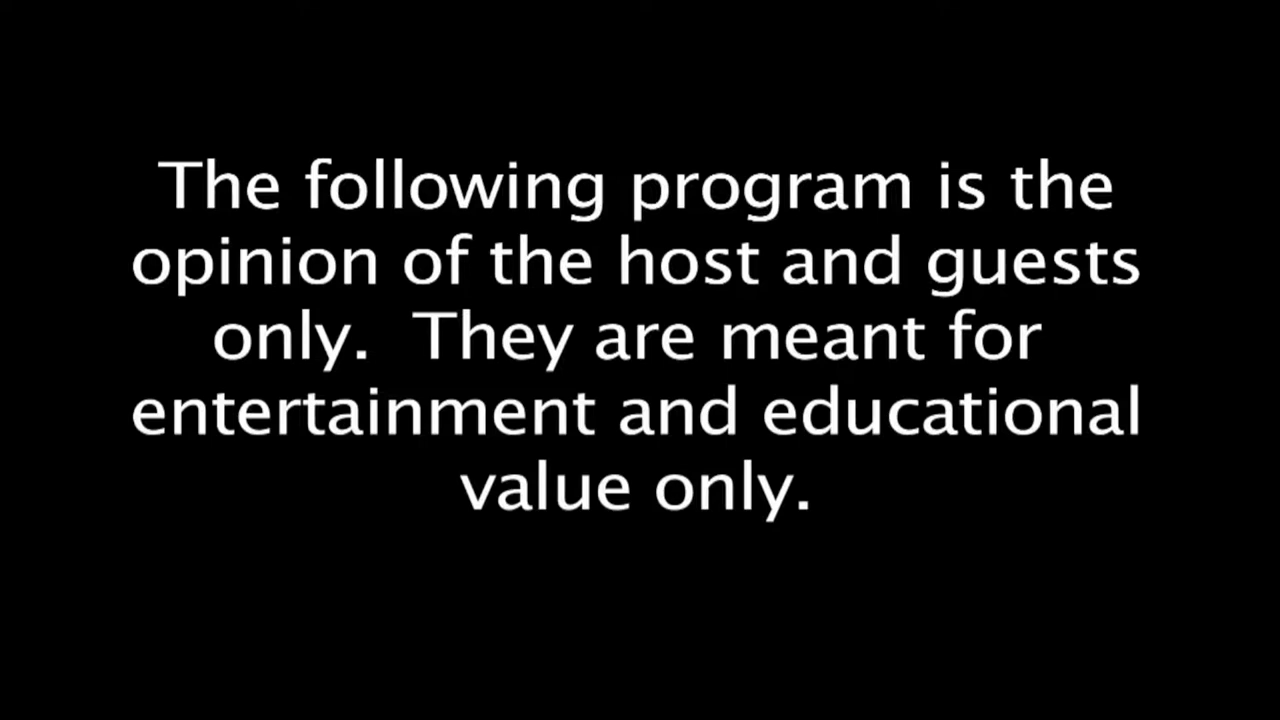 The following program is the
opinion of the host and guests
only.  They are meant for
entertainment and educational
value only.